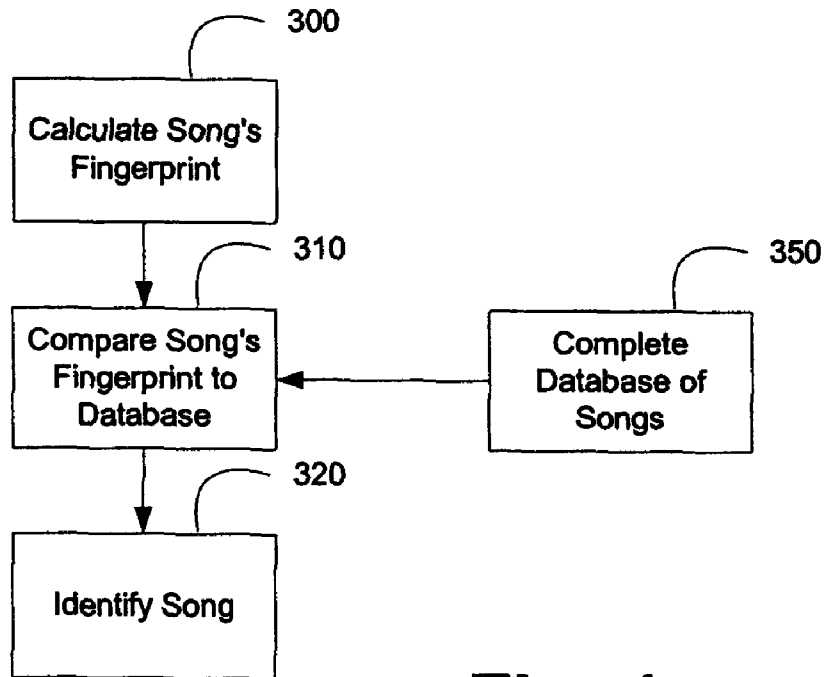 300
Calculate Song's
Fingerprint
310
350
Compare Song's
Fingerprint to
Database
Complete
Database of
Songs
320
Identify Song